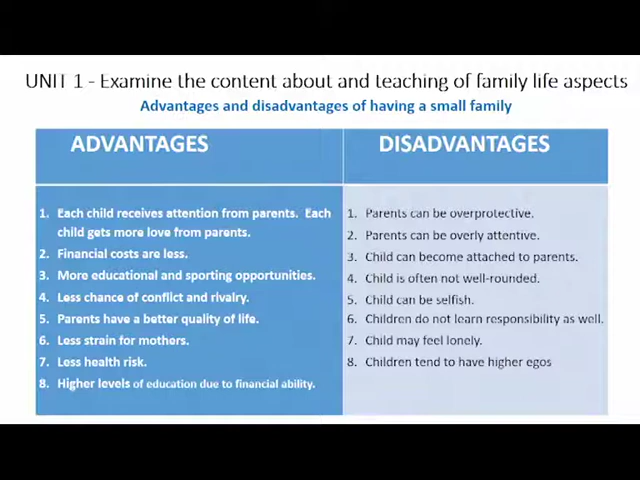 UNIT 1 - Examine the content about and teaching of family life aspects
Advantages and disadvantages of having a small family
ADVANTAGES
1. Each child receives attention from parents. Each
child gets more love from parents.
2. Financial costs are less.
3. More educational and sporting opportunities.
4. Less chance of conflict and rivalry.
5. Parents have a better quality of life.
6. Less strain for mothers.
7. Less health risk.
8. Higher levels of education due to financial ability.
DISADVANTAGES
1. Parents can be overprotective.
2. Parents can be overly attentive.
3. Child can become attached to parents.
4. Child is often not well-rounded.
5. Child can be selfish.
6. Children do not learn responsibility as well.
7. Child may feel lonely.
8. Children tend to have higher egos